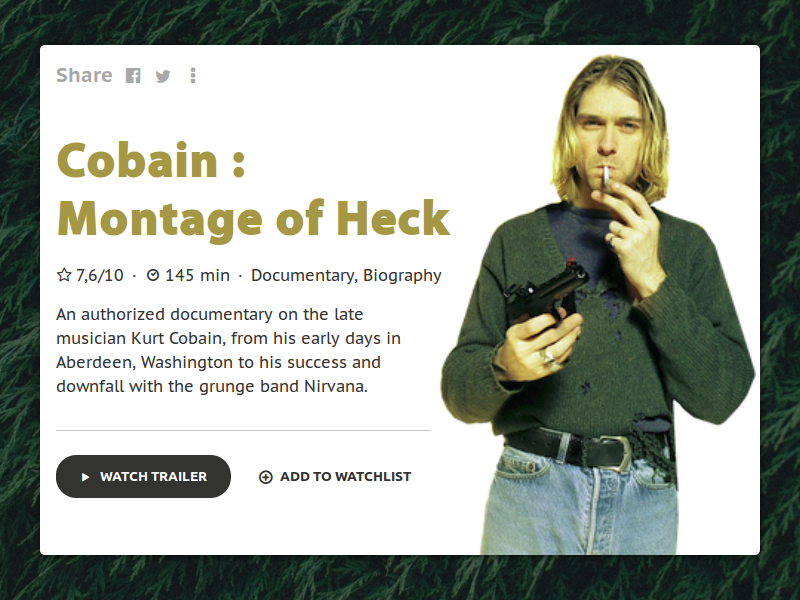 Share
Cobain :
Montage of Heck
7,6/10 · 145 min · Documentary, Biography
An authorized documentary on the late
musician Kurt Cobain, from his early days in
Aberdeen, Washington to his success and
downfall with the grunge band Nirvana.
WATCH TRAILER
ADD TO WATCHLIST